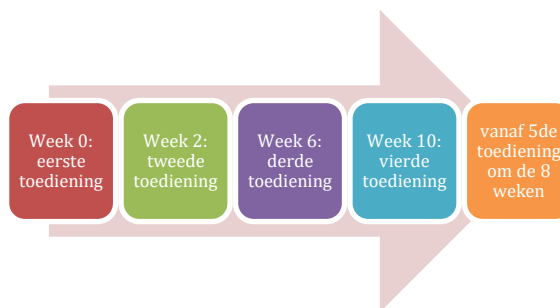 Week 0:
eerste
toediening
Week 2:
tweede
toediening
Week 6:
derde
toediening
Week 10:
vierde
toediening
vanaf 5de
toediening
om de 8
weken